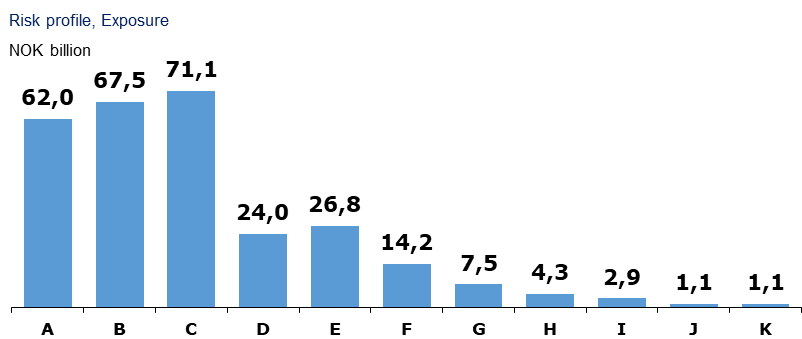 Risk profile, Exposure
NOK billion
62,0 67,5 71,1 24,0 26,8 14,2 7,5 4,3 2,9 1,1 1,1
A B C D E F G H I J K